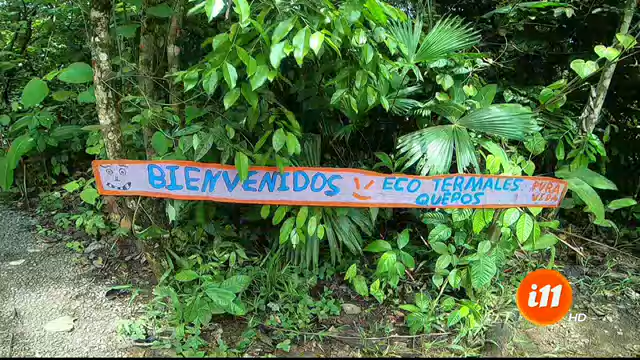 BIENVENIDOS
ECO TERMALES
QUEPOS
PURA
VIDA
i11
HD